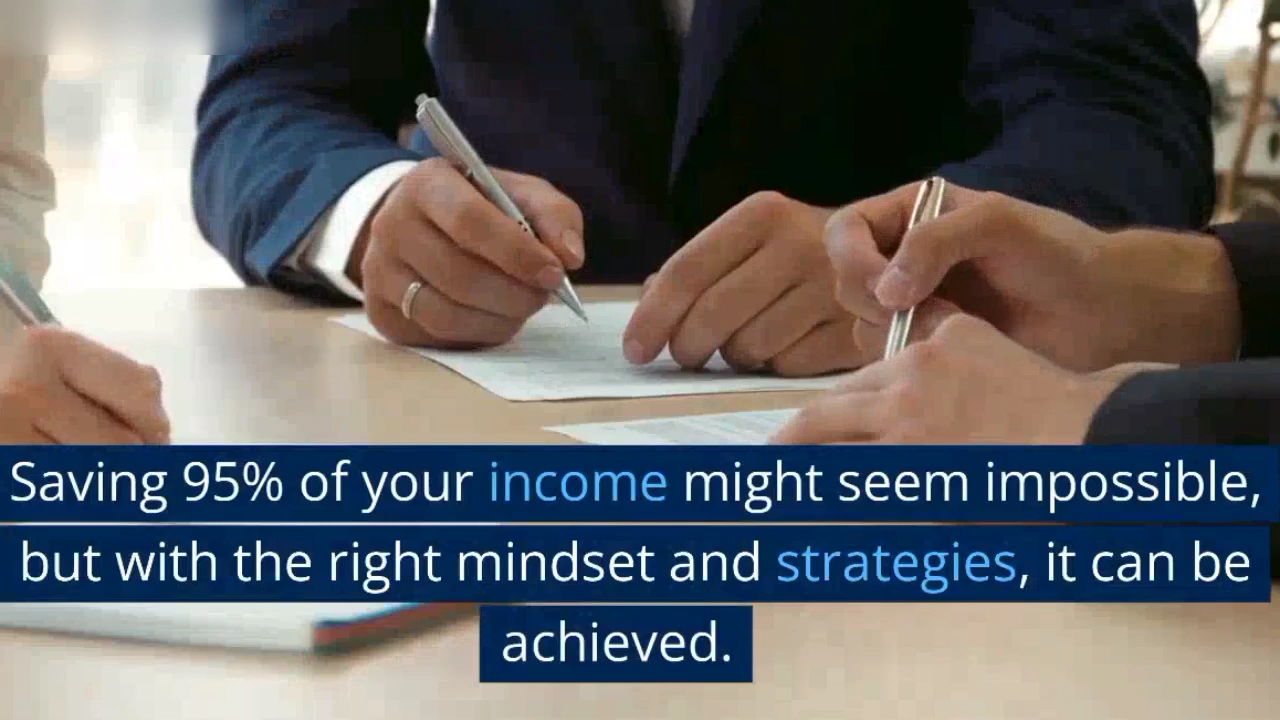 Saving 95% of your income might seem impossible,
but with the right mindset and strategies, it can be
achieved.